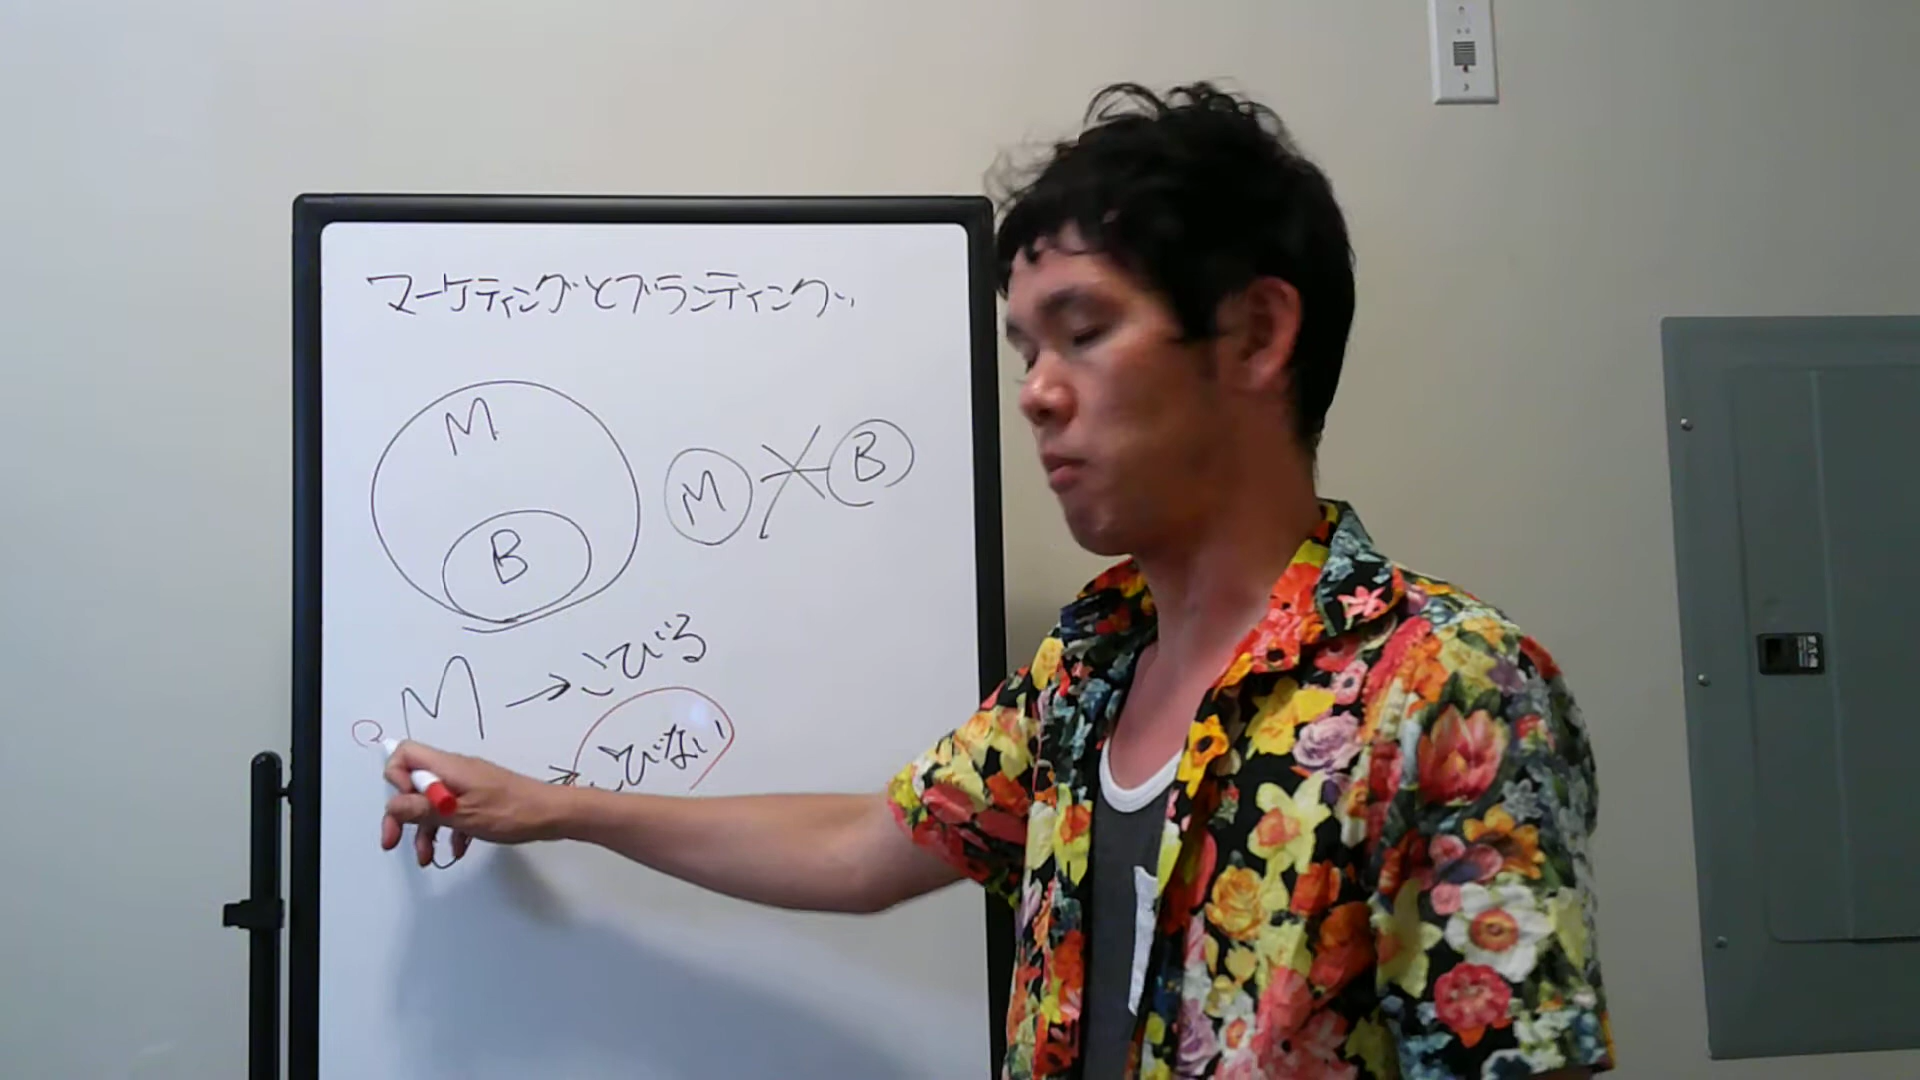 マーケティングとブランディング
M
B
M B
M → こびる
→ こびない